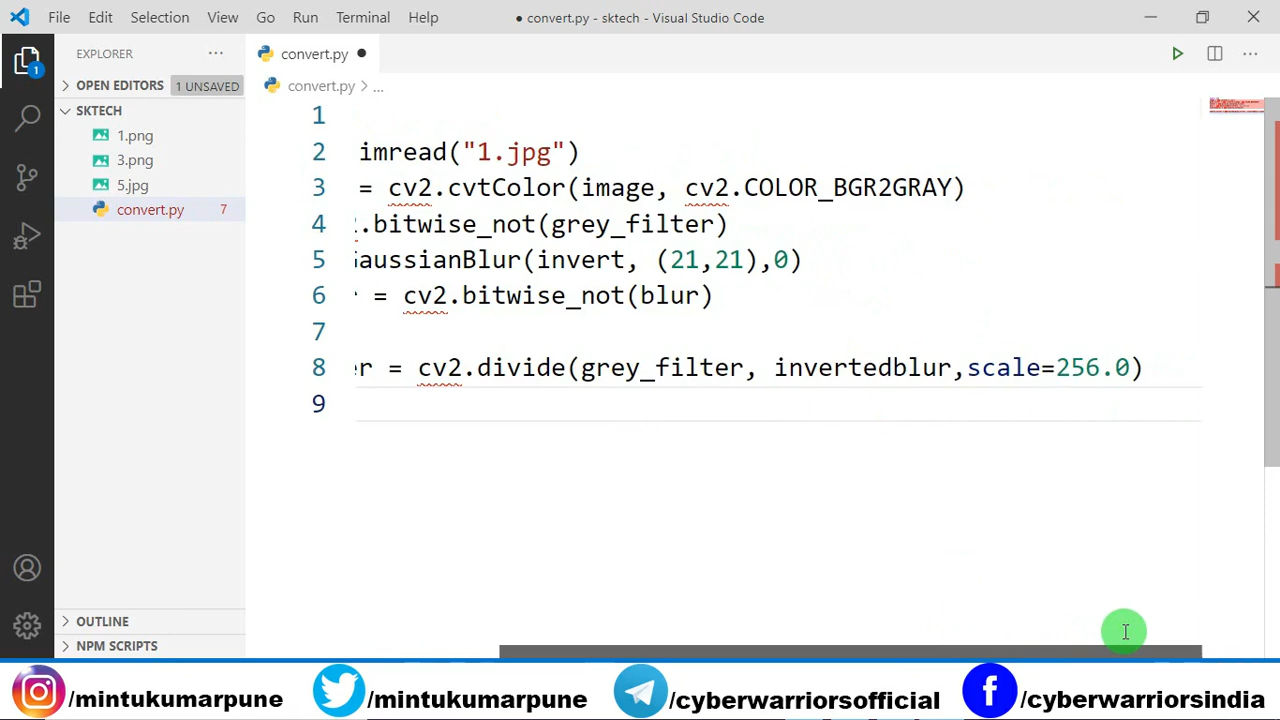 File Edit Selection View Go Run Terminal Help
● convert.py - sktech - Visual Studio Code
EXPLORER ...
convert.py ●
1
OPEN EDITORS 1 UNSAVED
convert.py > ...
SKTECH
1.png
3.png
5.jpg
convert.py 7
1
2 imread("1.jpg")
3 = cv2.cvtColor(image, cv2.COLOR_BGR2GRAY)
4 .bitwise_not(grey_filter)
5 GaussianBlur(invert, (21,21),0)
6 r = cv2.bitwise_not(blur)
7
8 er = cv2.divide(grey_filter, invertedblur,scale=256.0)
9
OUTLINE
NPM SCRIPTS
/mintukumarpune /mintukumarpune /cyberwarriorsofficial /cyberwarriorsindia